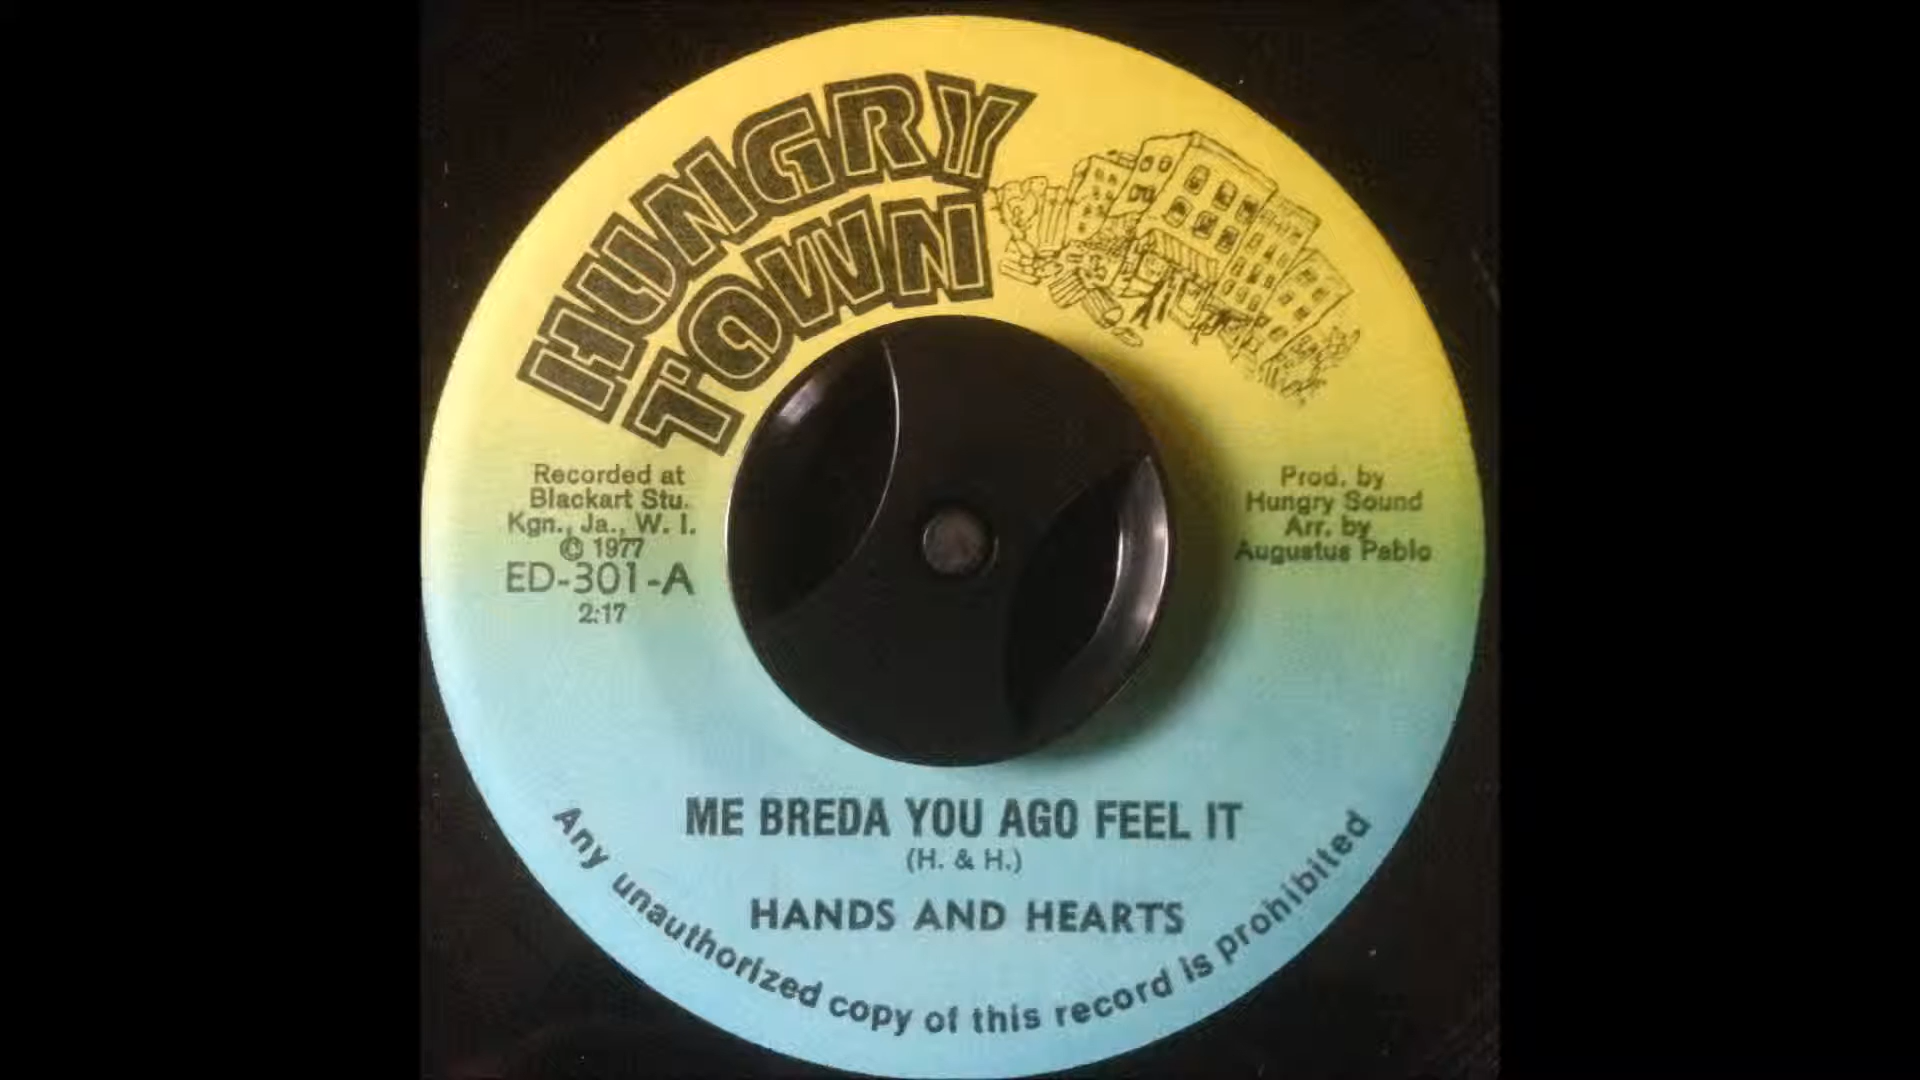 HUNGRY
TOWN
Recorded at
Blackart Stu.
Kgn., Ja., W. I.
© 1977
ED-301-A
2:17
Prod. by
Hungry Sound
Arr. by
Augustus Pablo
ME BREDA YOU AGO FEEL IT
(H. & H.)
HANDS AND HEARTS
Any unauthorized copy of this record is prohibited